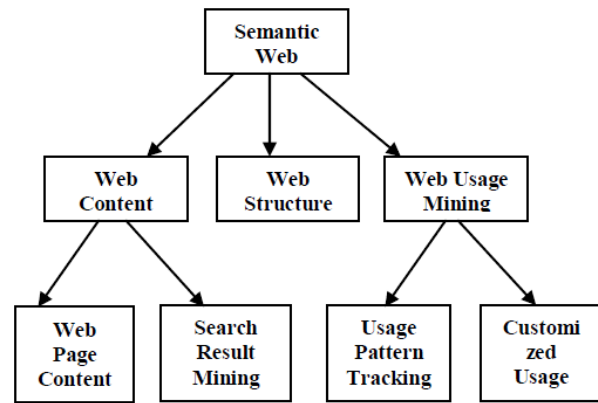 Semantic
Web
Web
Content
Web
Structure
Web Usage
Mining
Web
Page
Content
Search
Result
Mining
Usage
Pattern
Tracking
Customi
zed
Usage